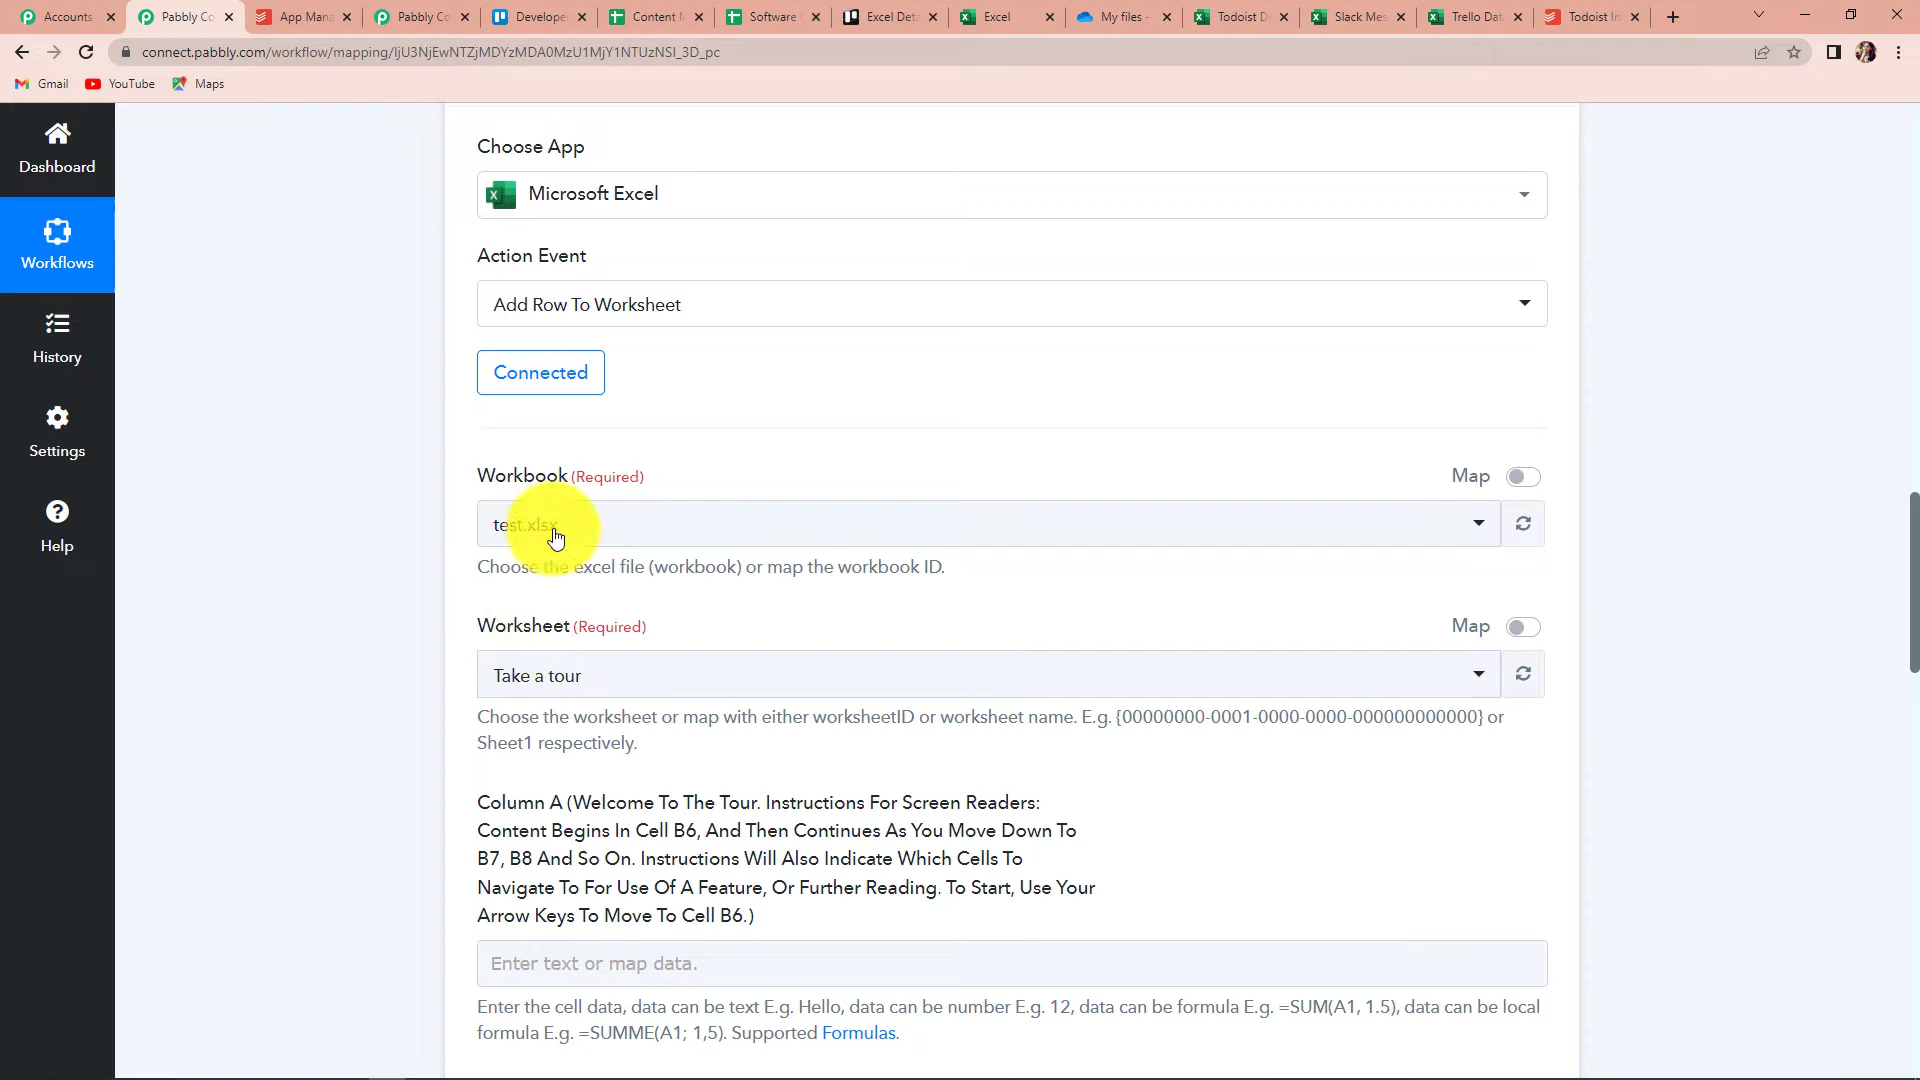 Accounts
Pabbly Co
App Mana
Pabbly Co
Develope
Content
Software
Excel Deta
Excel
My files -
Todoist D
Slack Mes
Trello Dat
Todoist In
connect.pabbly.com/workflow/mapping/IjU3NjEwNTZjMDYzMDA0MzU1MjY1NTUzNSI_3D_pc
Gmail
YouTube
Maps
Dashboard
Workflows
History
Settings
Help
Choose App
Microsoft Excel
Action Event
Add Row To Worksheet
Connected
Workbook (Required)
Map
test.xlsx
Choose the excel file (workbook) or map the workbook ID.
Worksheet (Required)
Map
Take a tour
Choose the worksheet or map with either worksheetID or worksheet name. E.g. {00000000-0001-0000-0000-000000000000} or
Sheet1 respectively.
Column A (Welcome To The Tour. Instructions For Screen Readers:
Content Begins In Cell B6, And Then Continues As You Move Down To
B7, B8 And So On. Instructions Will Also Indicate Which Cells To
Navigate To For Use Of A Feature, Or Further Reading. To Start, Use Your
Arrow Keys To Move To Cell B6.)
Enter text or map data.
Enter the cell data, data can be text E.g. Hello, data can be number E.g. 12, data can be formula E.g. =SUM(A1, 1.5), data can be local
formula E.g. =SUMME(A1; 1,5). Supported Formulas.